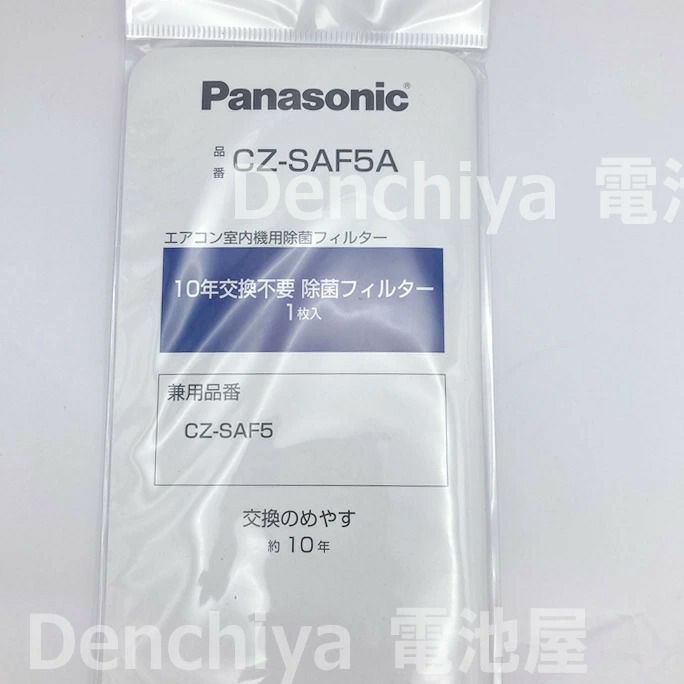 Panasonic®
品番 CZ-SAF5A
Denchiya 電池屋
エアコン室内機用除菌フィルター
10年交換不要 除菌フィルター
1枚入
兼用品番
CZ-SAF5
交換のめやす
約10年
Denchiya 電池屋